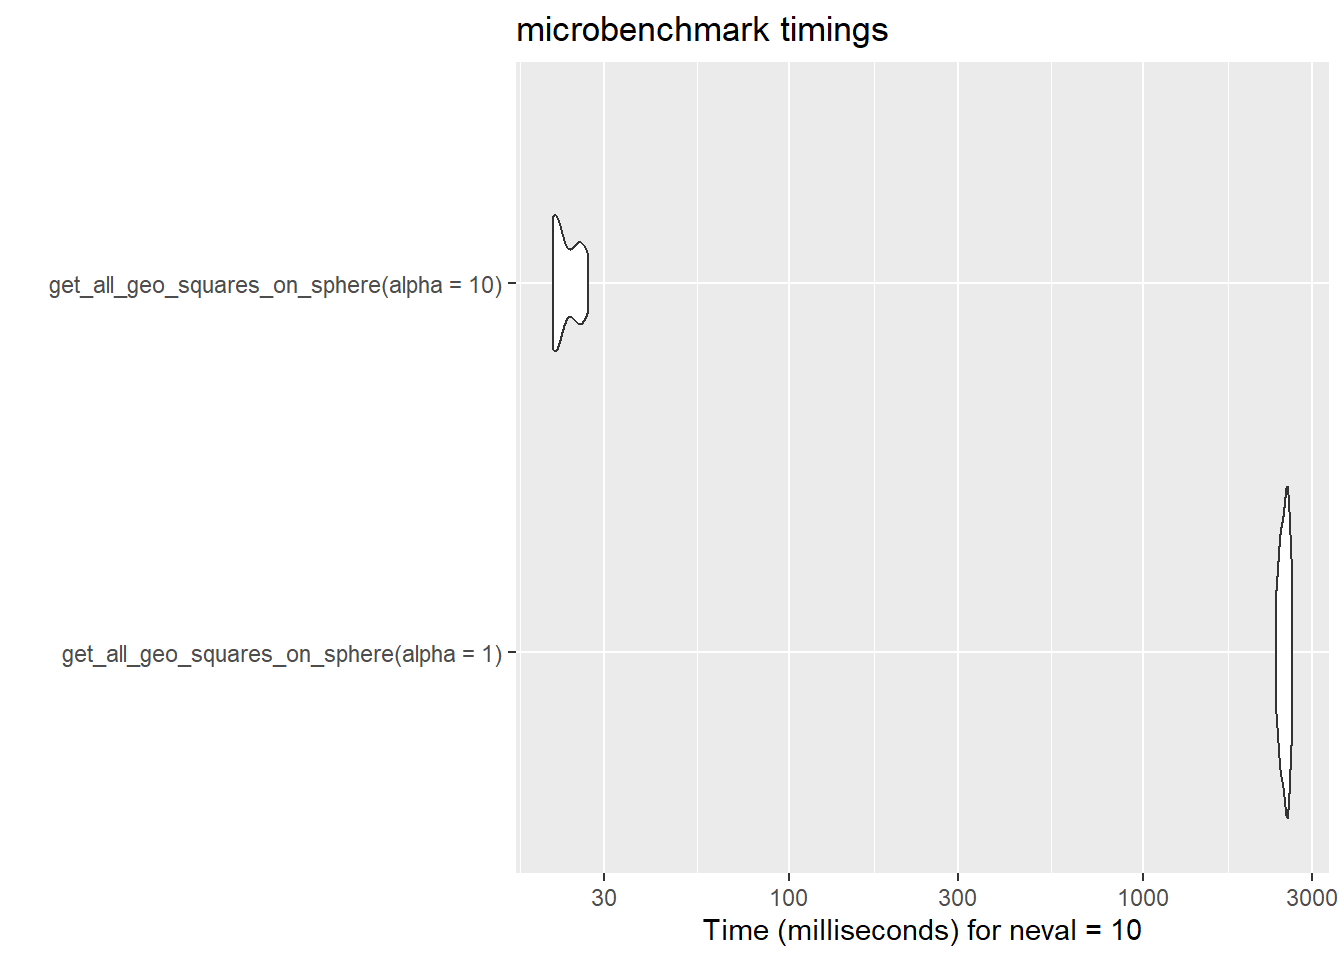 microbenchmark timings
get_all_geo_squares_on_sphere(alpha = 10)
get_all_geo_squares_on_sphere(alpha = 1)
30 100 300 1000 3000
Time (milliseconds) for neval = 10